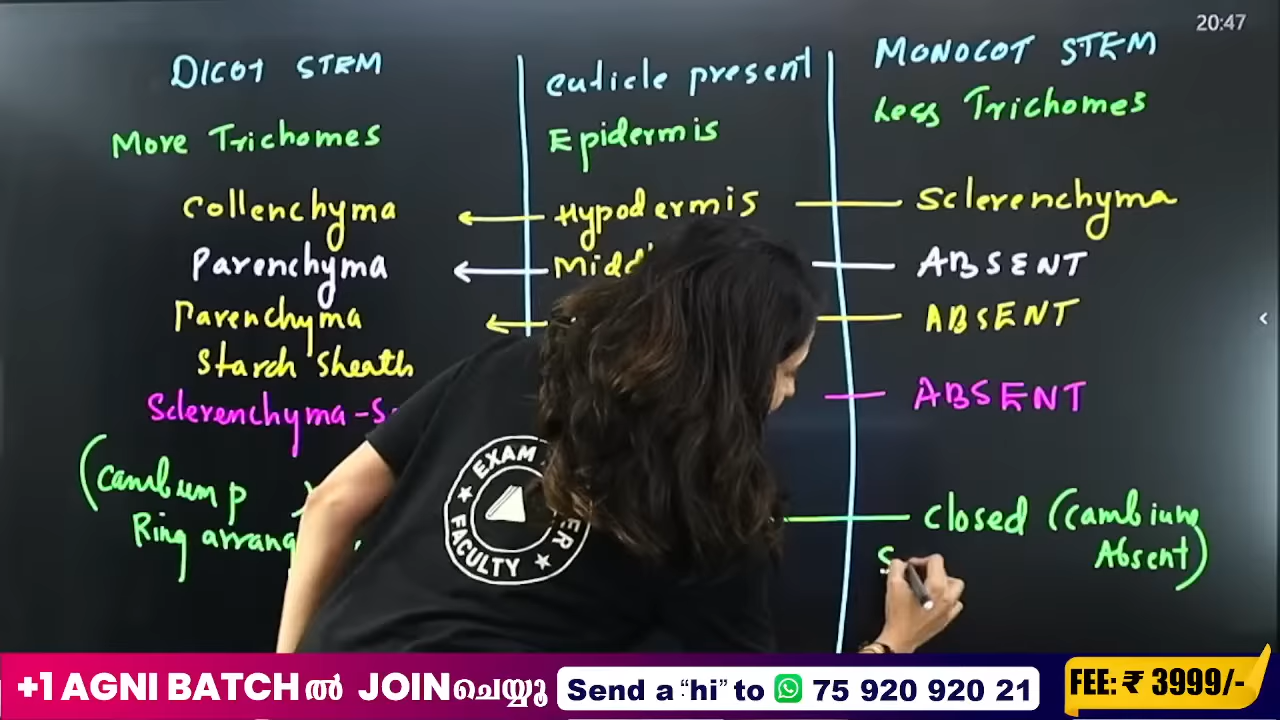 20:47
DICOT STEM
cuticle present
MONOCOT STEM
More Trichomes
Epidermis
Less Trichomes
Collenchyma
Hypodermis
Sclerenchyma
Parenchyma
ABSENT
Parenchyma
ABSENT
Starch Sheath
Sclerenchyma
ABSENT
closed (cambium
Ring
Absent)
EXAM
FACULTY
+1 AGNI BATCH ൽ JOIN ചെയ്യൂ
Send a “hi” to 75 920 920 21
FEE: ₹ 3999/-